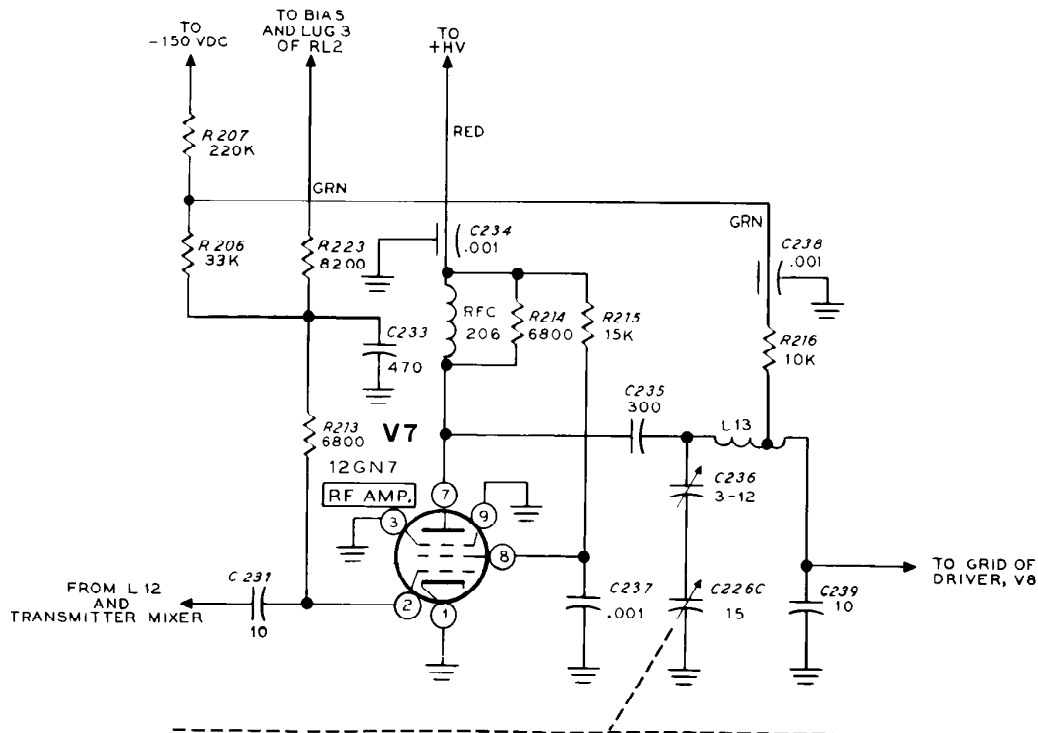 TO
-150 VDC
TO BIAS
AND LUG 3
OF RL2
TO
+HV
RED
R207
220K
GRN
GRN
R206
33K
R223
8200
C234
.001
C238
.001
C233
470
RFC
206
R214
6800
R215
15K
R216
10K
R213
6800
V7
12GN7
RF AMP.
C235
300
L13
C236
3-12
7
3
9
8
2
1
FROM L12
AND
TRANSMITTER MIXER
C231
10
C237
.001
C226C
15
C239
10
TO GRID OF
DRIVER, V8